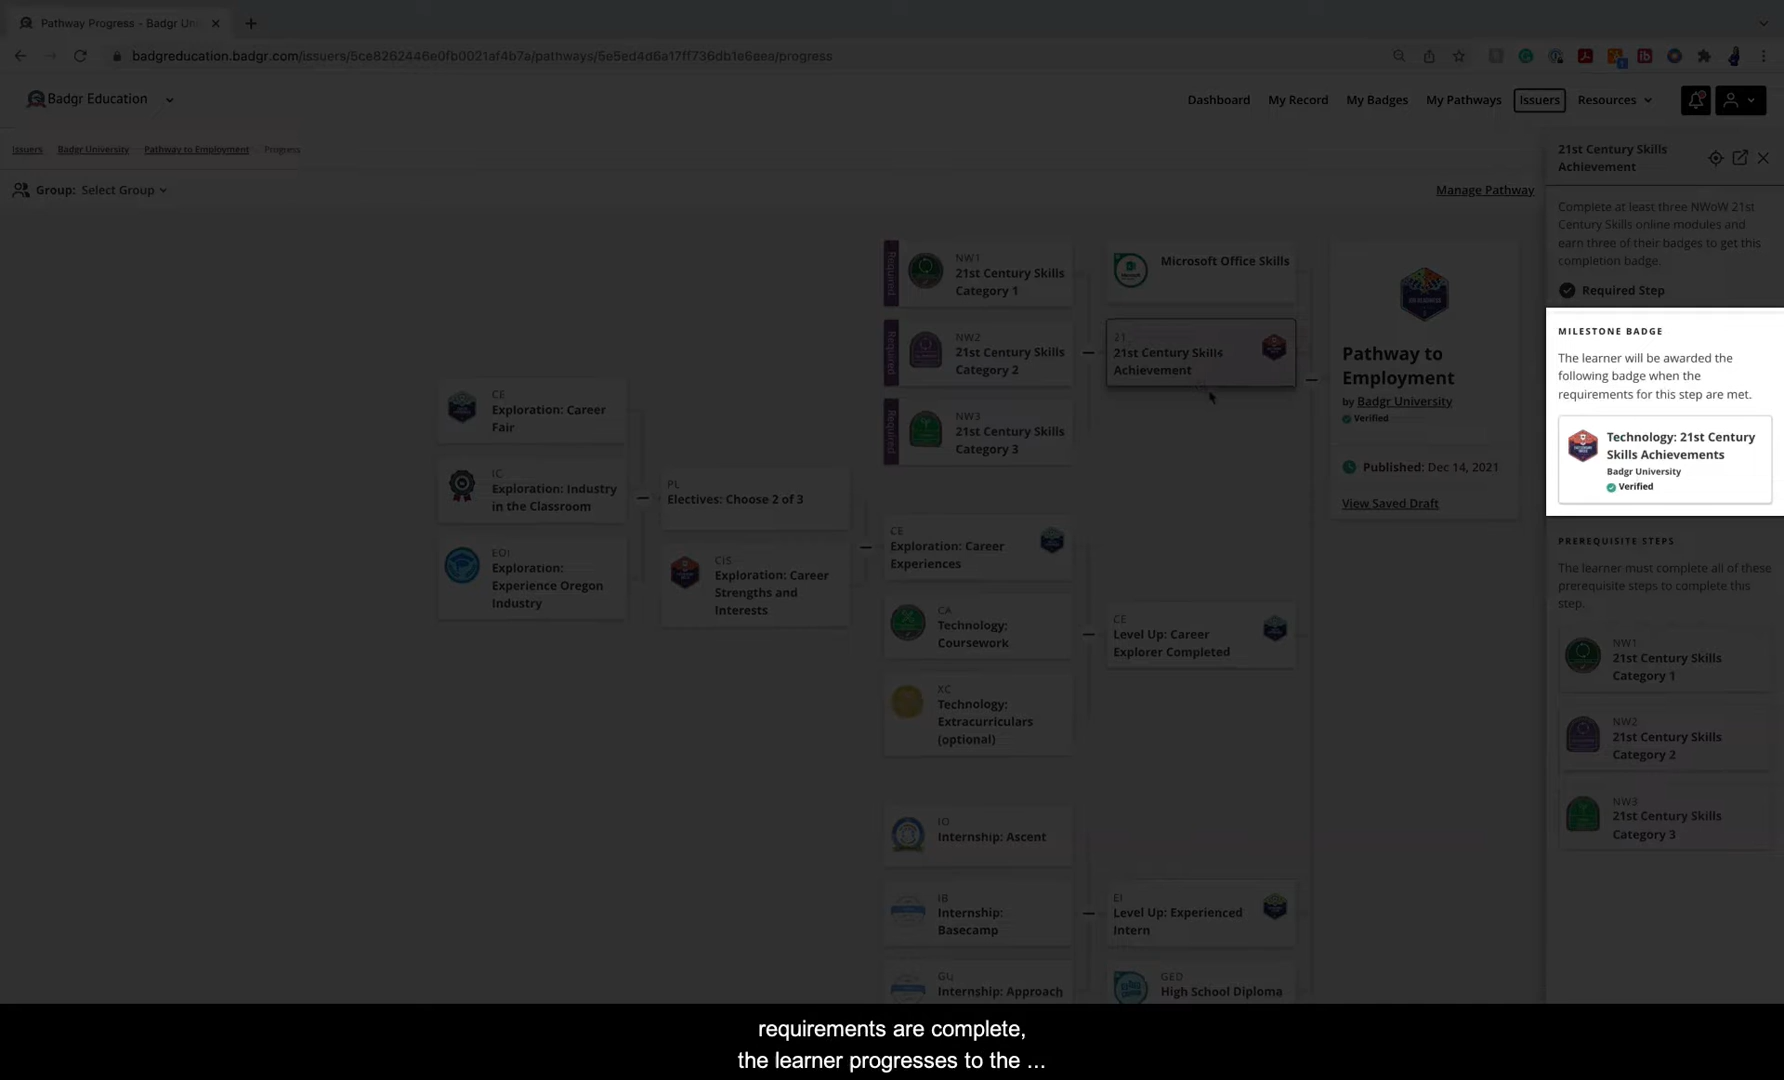 Pathway Progress - Badgr Uni
badgreducation.badgr.com/issuers/5ce8262446e0fb0021af4b7a/pathways/5e5ed4d6a17ff736db1e6eea/progress
Badgr Education
Dashboard
My Record
My Badges
My Pathways
Issuers
Resources
Issuers
Badgr University
Pathway to Employment
Progress
Group: Select Group
Manage Pathway
21st Century Skills
Achievement
Complete at least three NWoW 21st
Century Skills online modules and
earn three of their badges to get this
completion badge.
Required Step
MILESTONE BADGE
The learner will be awarded the
following badge when the
requirements for this step are met.
Technology: 21st Century
Skills Achievements
Badgr University
Verified
PREREQUISITE STEPS
The learner must complete all of these
prerequisite steps to complete this
step.
NW1
21st Century Skills
Category 1
NW2
21st Century Skills
Category 2
NW3
21st Century Skills
Category 3
Required
NW1
21st Century Skills
Category 1
Required
NW2
21st Century Skills
Category 2
Required
NW3
21st Century Skills
Category 3
Microsoft Office Skills
21
21st Century Skills
Achievement
Pathway to
Employment
by Badgr University
Verified
Published: Dec 14, 2021
View Saved Draft
CE
Exploration: Career
Fair
IC
Exploration: Industry
in the Classroom
EOI
Exploration:
Experience Oregon
Industry
PL
Electives: Choose 2 of 3
CIS
Exploration: Career
Strengths and
Interests
CE
Exploration: Career
Experiences
CA
Technology:
Coursework
XC
Technology:
Extracurriculars
(optional)
CE
Level Up: Career
Explorer Completed
IO
Internship: Ascent
IB
Internship:
Basecamp
GU
Internship: Approach
EI
Level Up: Experienced
Intern
GED
High School Diploma
requirements are complete,
the learner progresses to the ...